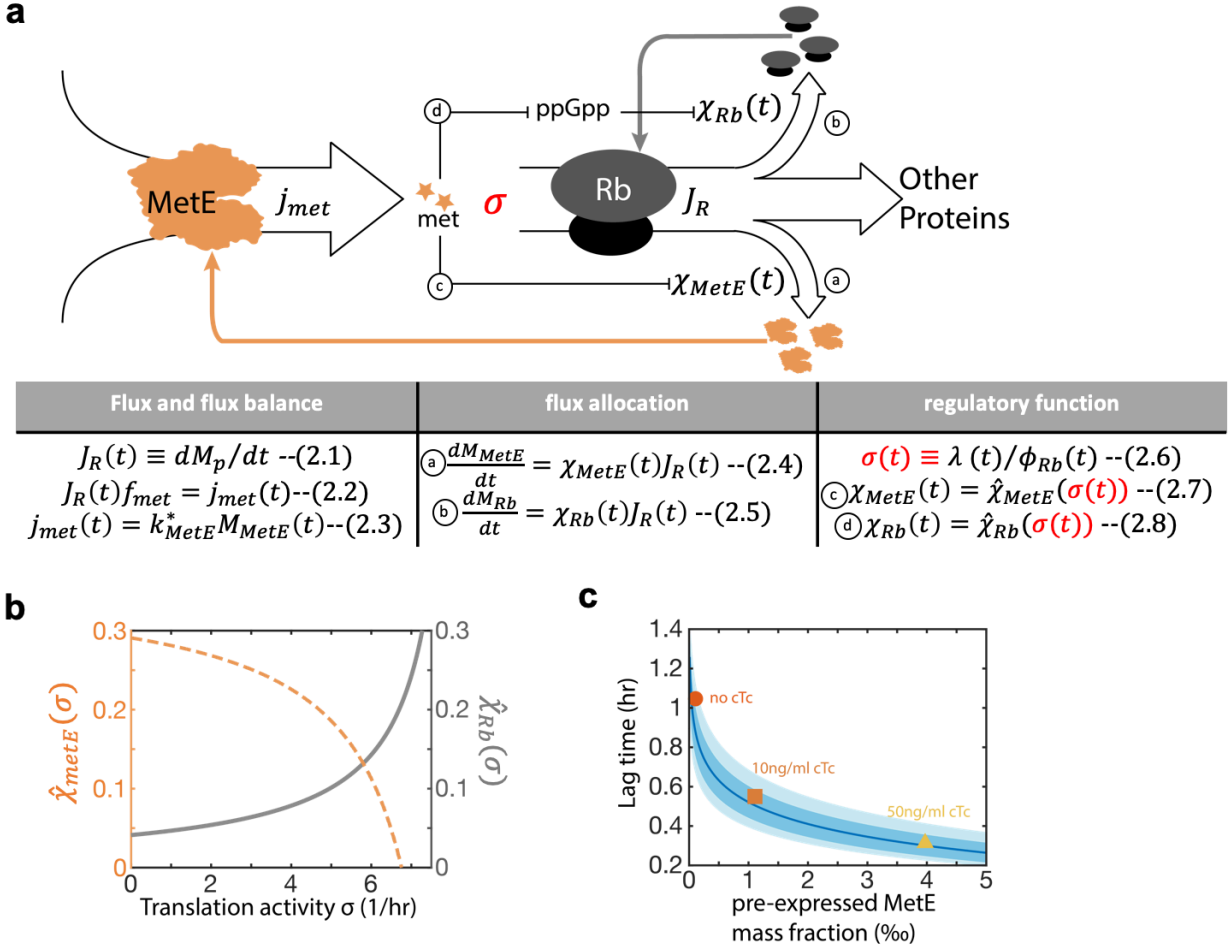 a
d
ppGpp
χ_Rb(t)
b
MetE
j_met
met
σ
Rb
J_R
Other
Proteins
c
χ_MetE(t)
a
Flux and flux balance
flux allocation
regulatory function
J_R(t) ≡ dM_p/dt --(2.1)
J_R(t)f_met = j_met(t)--(2.2)
j_met(t) = k*_MetE M_MetE(t)--(2.3)
a dM_MetE/dt = χ_MetE(t)J_R(t) --(2.4)
b dM_Rb/dt = χ_Rb(t)J_R(t) --(2.5)
σ(t) ≡ λ (t)/ϕ_Rb(t) --(2.6)
c χ_MetE(t) = χ̂_MetE(σ(t)) --(2.7)
d χ_Rb(t) = χ̂_Rb(σ(t)) --(2.8)
b
0.3
0.2
0.1
0
χ̂_metE(σ)
0.3
0.2
0.1
0
χ̂_Rb(σ)
0 2 4 6
Translation activity σ (1/hr)
c
1.4
1.2
1
0.8
0.6
0.4
0.2
Lag time (hr)
no cTc
10ng/ml cTc
50ng/ml cTc
0 1 2 3 4 5
pre-expressed MetE
mass fraction (‰)